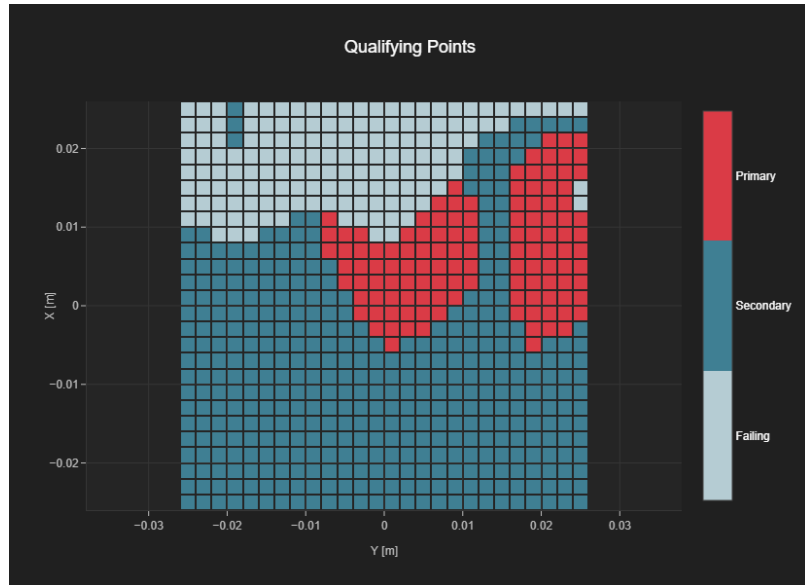 Qualifying Points
0.02
0.01
0
−0.01
−0.02
X [m]
−0.03
−0.02
−0.01
0
0.01
0.02
0.03
Y [m]
Primary
Secondary
Failing